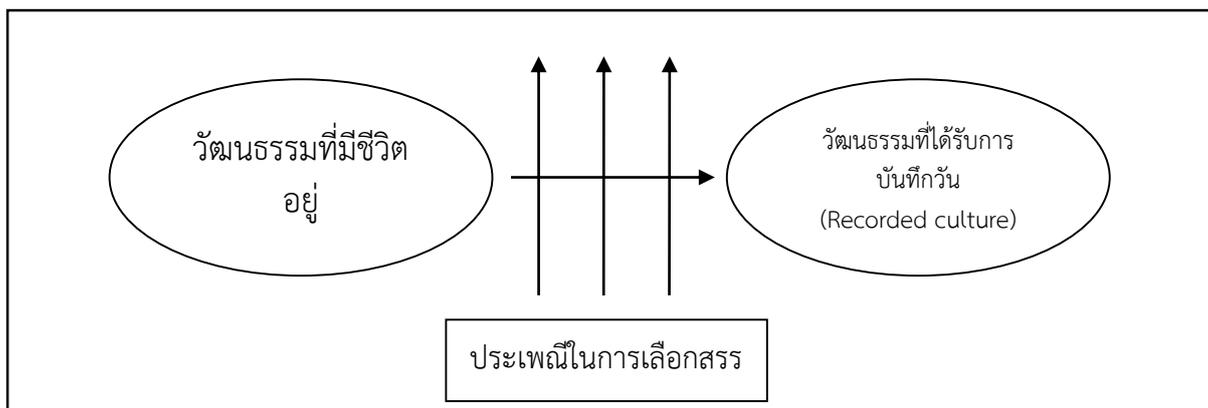 วัฒนธรรมที่มีชีวิต
อยู่
วัฒนธรรมที่ได้รับการ
บันทึกวัน
(Recorded culture)
ประเพณีในการเลือกสรร